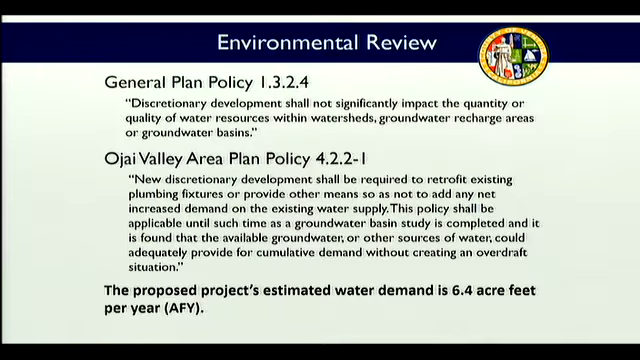 Environmental Review
General Plan Policy 1.3.2.4
"Discretionary development shall not significantly impact the quantity or
quality of water resources within watersheds, groundwater recharge areas
or groundwater basins."
Ojai Valley Area Plan Policy 4.2.2-1
"New discretionary development shall be required to retrofit existing
plumbing fixtures or provide other means so as not to add any net
increased demand on the existing water supply. This policy shall be
applicable until such time as a groundwater basin study is completed and it
is found that the available groundwater, or other sources of water, could
adequately provide for cumulative demand without creating an overdraft
situation."
The proposed project's estimated water demand is 6.4 acre feet
per year (AFY).